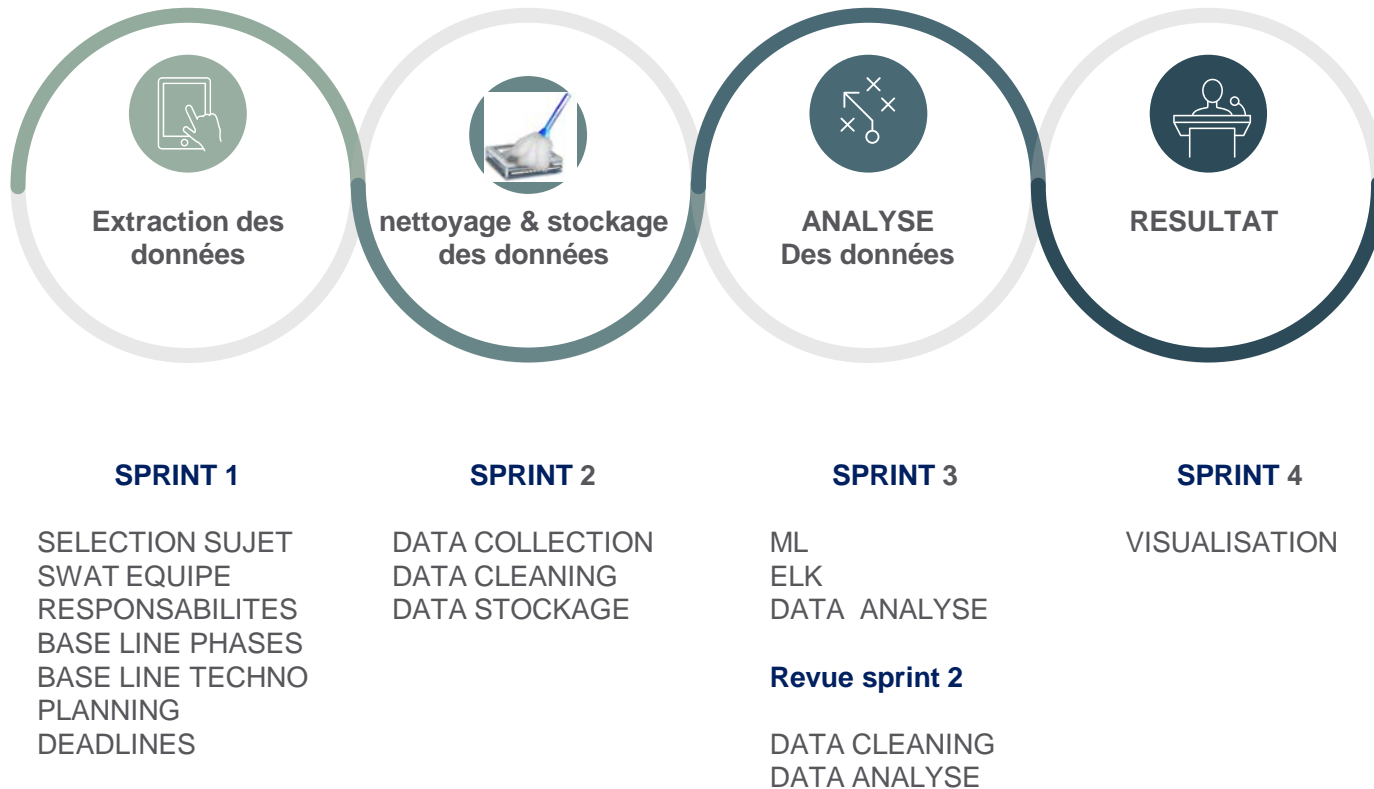 Extraction des
données
nettoyage & stockage
des données
ANALYSE
Des données
RESULTAT
SPRINT 1
SELECTION SUJET
SWAT EQUIPE
RESPONSABILITES
BASE LINE PHASES
BASE LINE TECHNO
PLANNING
DEADLINES
SPRINT 2
DATA COLLECTION
DATA CLEANING
DATA STOCKAGE
SPRINT 3
ML
ELK
DATA ANALYSE
Revue sprint 2
DATA CLEANING
DATA ANALYSE
SPRINT 4
VISUALISATION